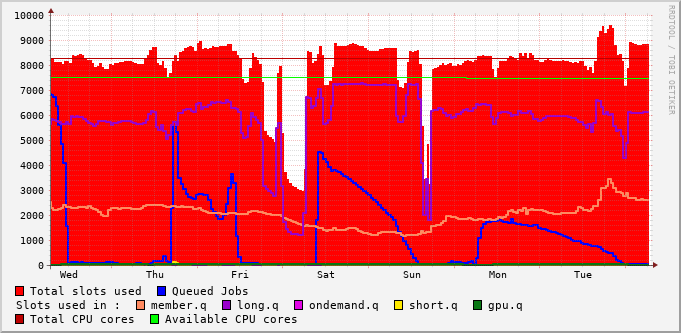 RRDTOOL / TOBI OETIKER
10000
9000
8000
7000
6000
5000
4000
3000
2000
1000
0
Wed Thu Fri Sat Sun Mon Tue
Total slots used Queued Jobs
Slots used in : member.q long.q ondemand.q short.q gpu.q
Total CPU cores Available CPU cores